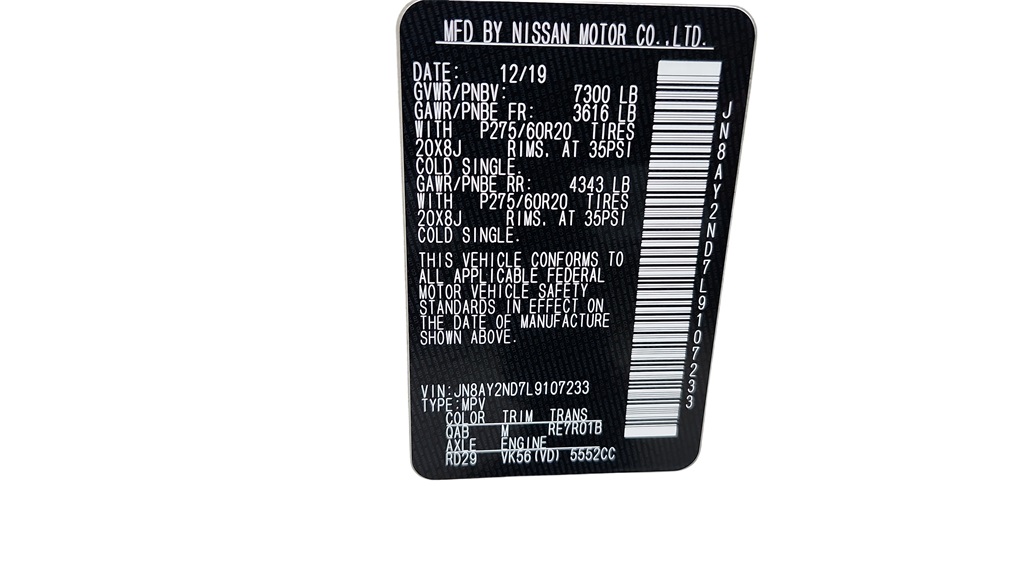 MFD BY NISSAN MOTOR CO.,LTD.
DATE: 12/19
GVWR/PNBV: 7300 LB
GAWR/PNBE FR: 3616 LB
WITH P275/60R20 TIRES
20X8J RIMS, AT 35PSI
COLD SINGLE.
GAWR/PNBE RR: 4343 LB
WITH P275/60R20 TIRES
20X8J RIMS, AT 35PSI
COLD SINGLE.
THIS VEHICLE CONFORMS TO
ALL APPLICABLE FEDERAL
MOTOR VEHICLE SAFETY
STANDARDS IN EFFECT ON
THE DATE OF MANUFACTURE
SHOWN ABOVE.
VIN:JN8AY2ND7L9107233
TYPE:MPV
COLOR TRIM TRANS
QAB M RE7R01B
AXLE ENGINE
RD29 VK56(VD) 5552CC
JN8AY2ND7L9107233